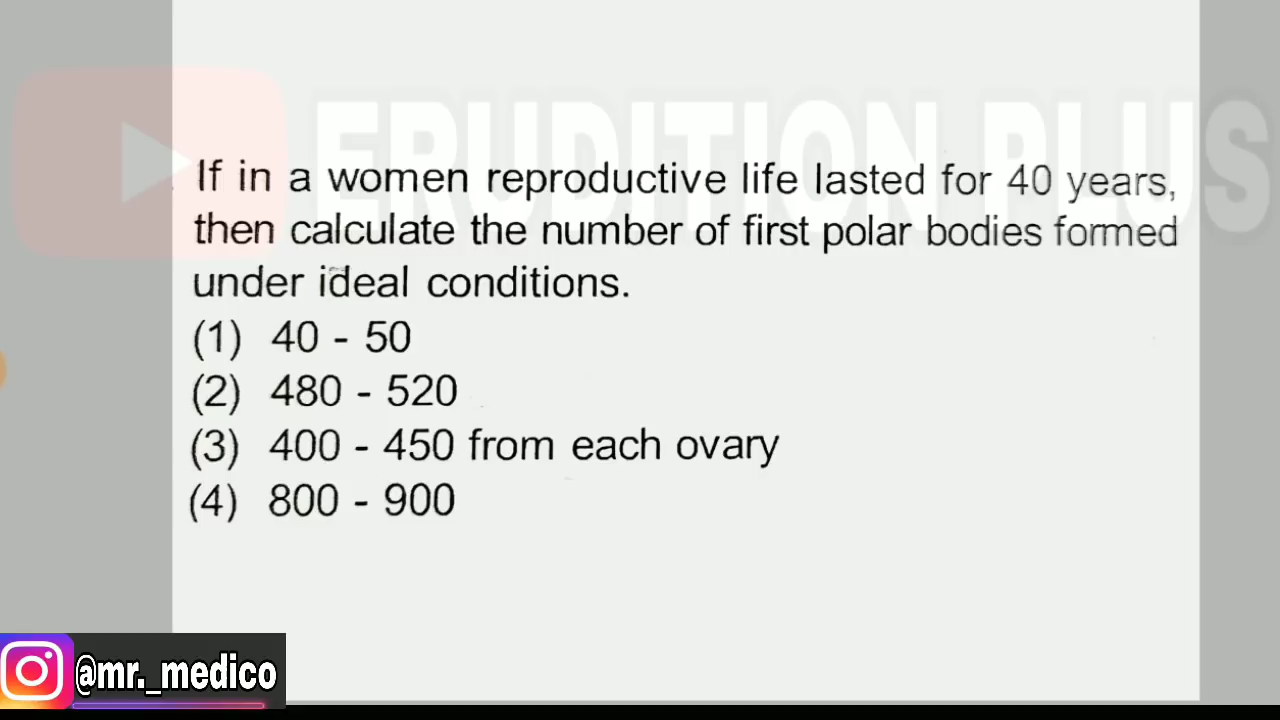 ERUDITION PLUS
If in a women reproductive life lasted for 40 years,
then calculate the number of first polar bodies formed
under ideal conditions.
(1) 40 - 50
(2) 480 - 520
(3) 400 - 450 from each ovary
(4) 800 - 900
@mr._medico